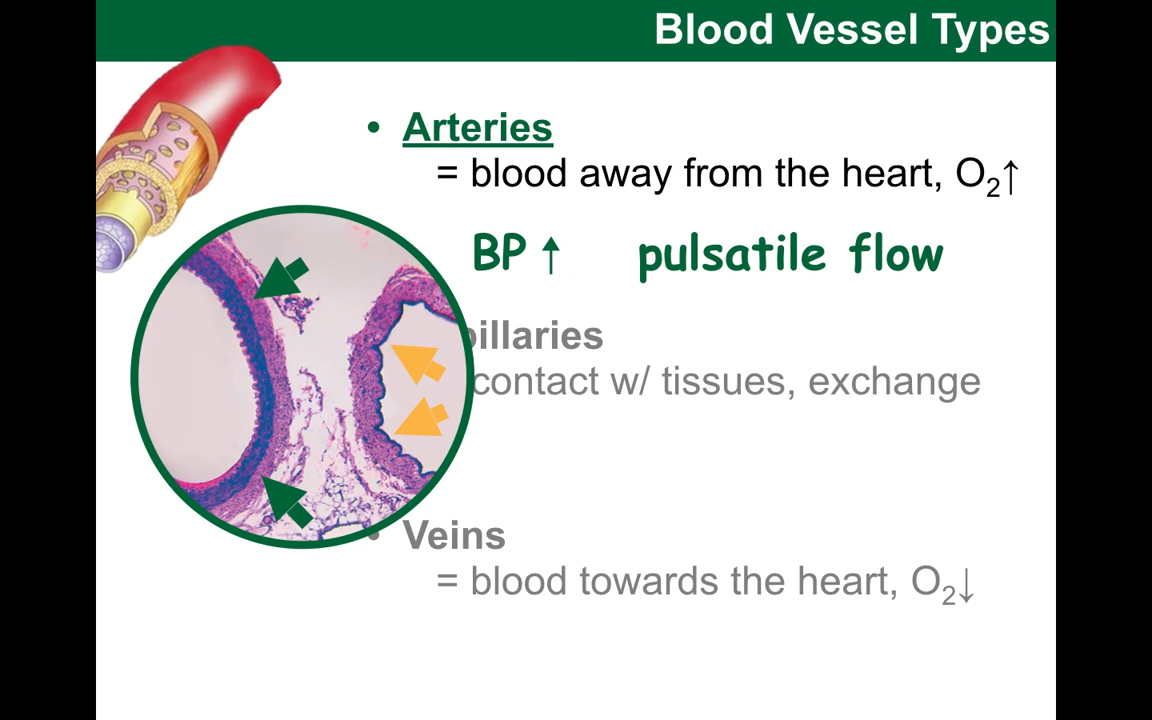 Blood Vessel Types
• Arteries
= blood away from the heart, O₂↑
BP ↑ pulsatile flow
pillaries
contact w/ tissues, exchange
• Veins
= blood towards the heart, O₂↓